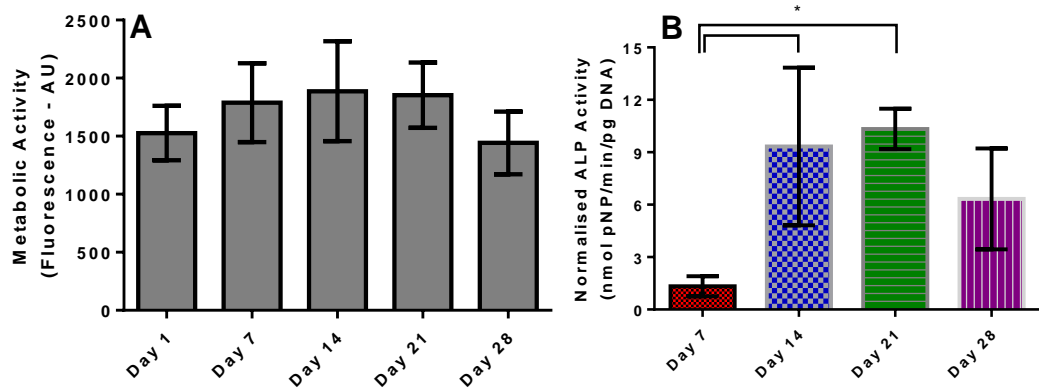 A
Metabolic Activity
(Fluorescence - AU)
2500
2000
1500
1000
500
0
Day 1
Day 7
Day 14
Day 21
Day 28
B
*
Normalised ALP Activity
(nmol pNP/min/pg DNA)
15
12
9
6
3
0
Day 7
Day 14
Day 21
Day 28